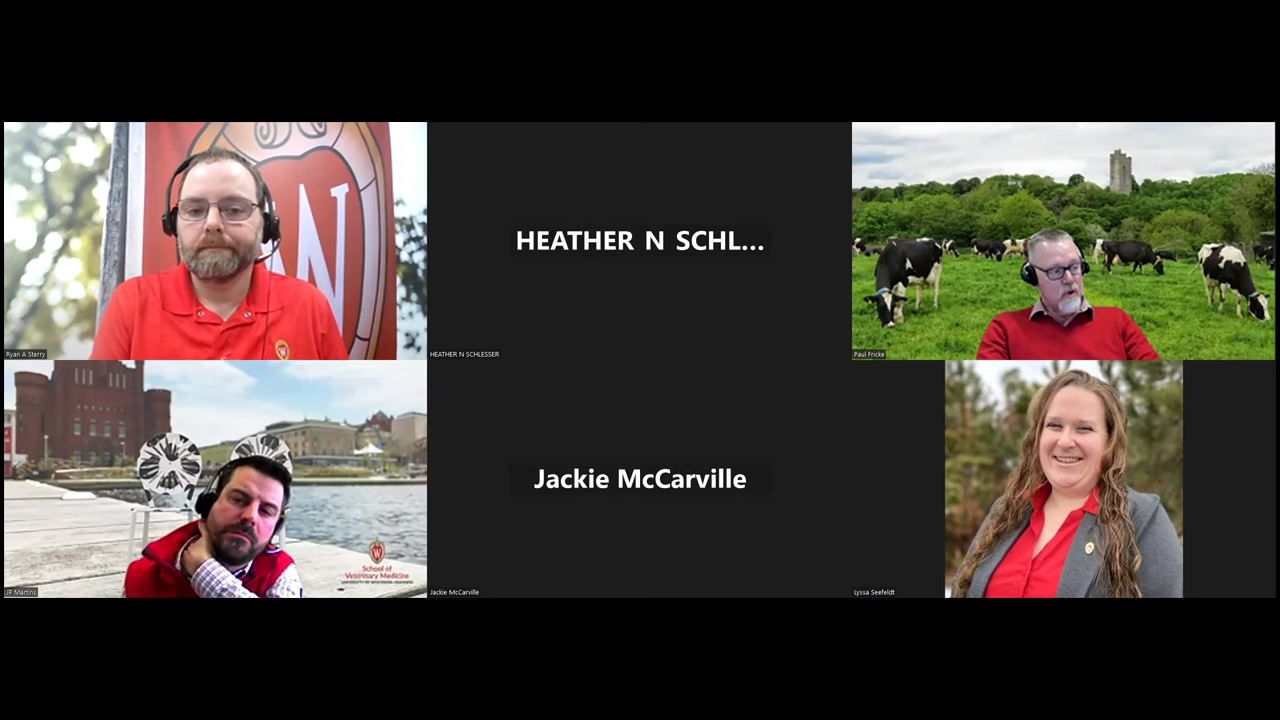 N
HEATHER N SCHL...
Ryan A Sterry
HEATHER N SCHLESSER
Paul Fricke
W
School of
Veterinary Medicine
Jackie McCarville
JP Martins
Jackie McCarville
Lyssa Seefeldt